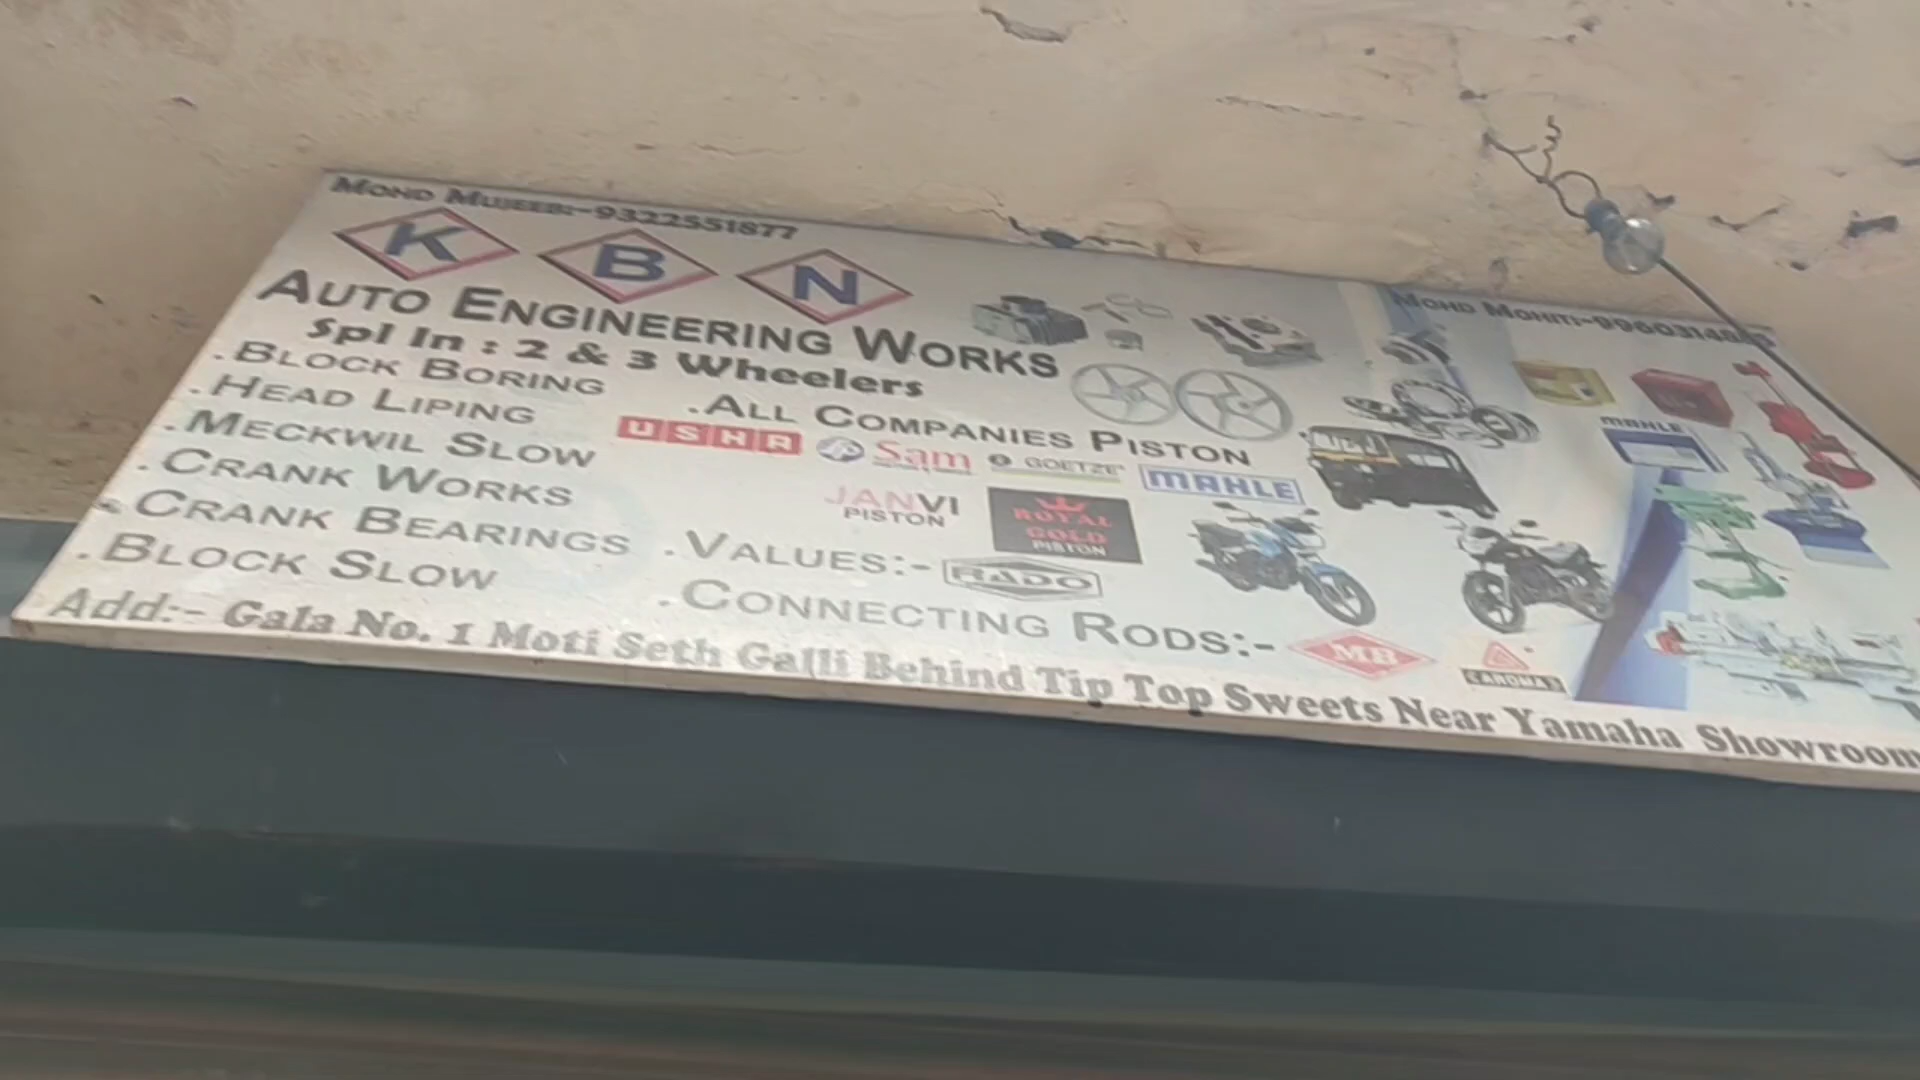 Mohd Mujeeb:-9322551877
Mohd Mohiti-
K B N
Auto Engineering Works
Spl In : 2 & 3 Wheelers
. Block Boring
. Head Liping
. Meckwil Slow
. Crank Works
. Crank Bearings
. Block Slow
. All Companies Piston
USHA Sam GOETZE MAHLE
JANVI PISTON
ROYAL GOLD PISTON
. Values:- RADO
. Connecting Rods:- MB
MAHLE
Add:- Gala No. 1 Moti Seth Galli Behind Tip Top Sweets Near Yamaha Showroom